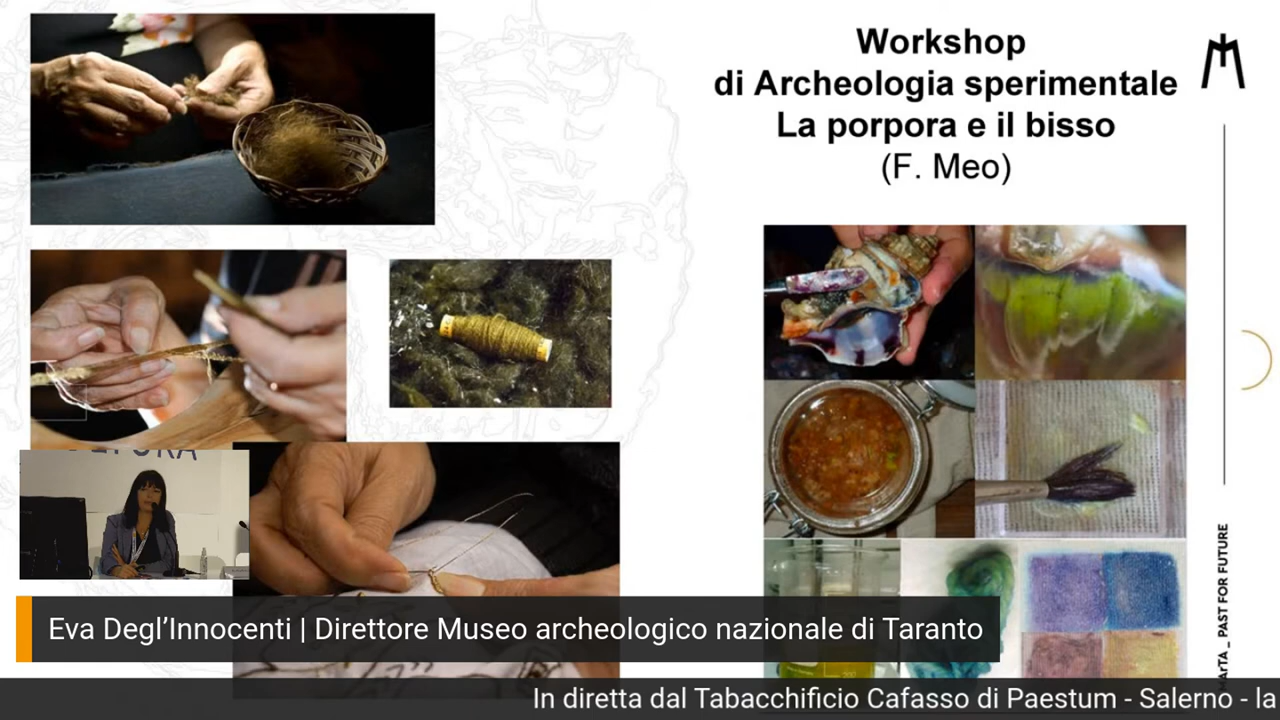 Workshop
di Archeologia sperimentale
La porpora e il bisso
(F. Meo)
MArTA _ PAST FOR FUTURE
Eva Degl’Innocenti | Direttore Museo archeologico nazionale di Taranto
In diretta dal Tabacchificio Cafasso di Paestum - Salerno - la